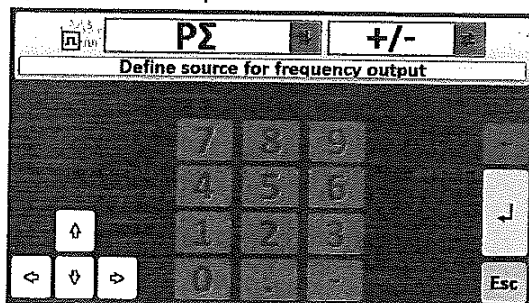 PΣ +/-
Define source for frequency output
7 8 9
4 5 6
1 2 3
0 . -
Esc